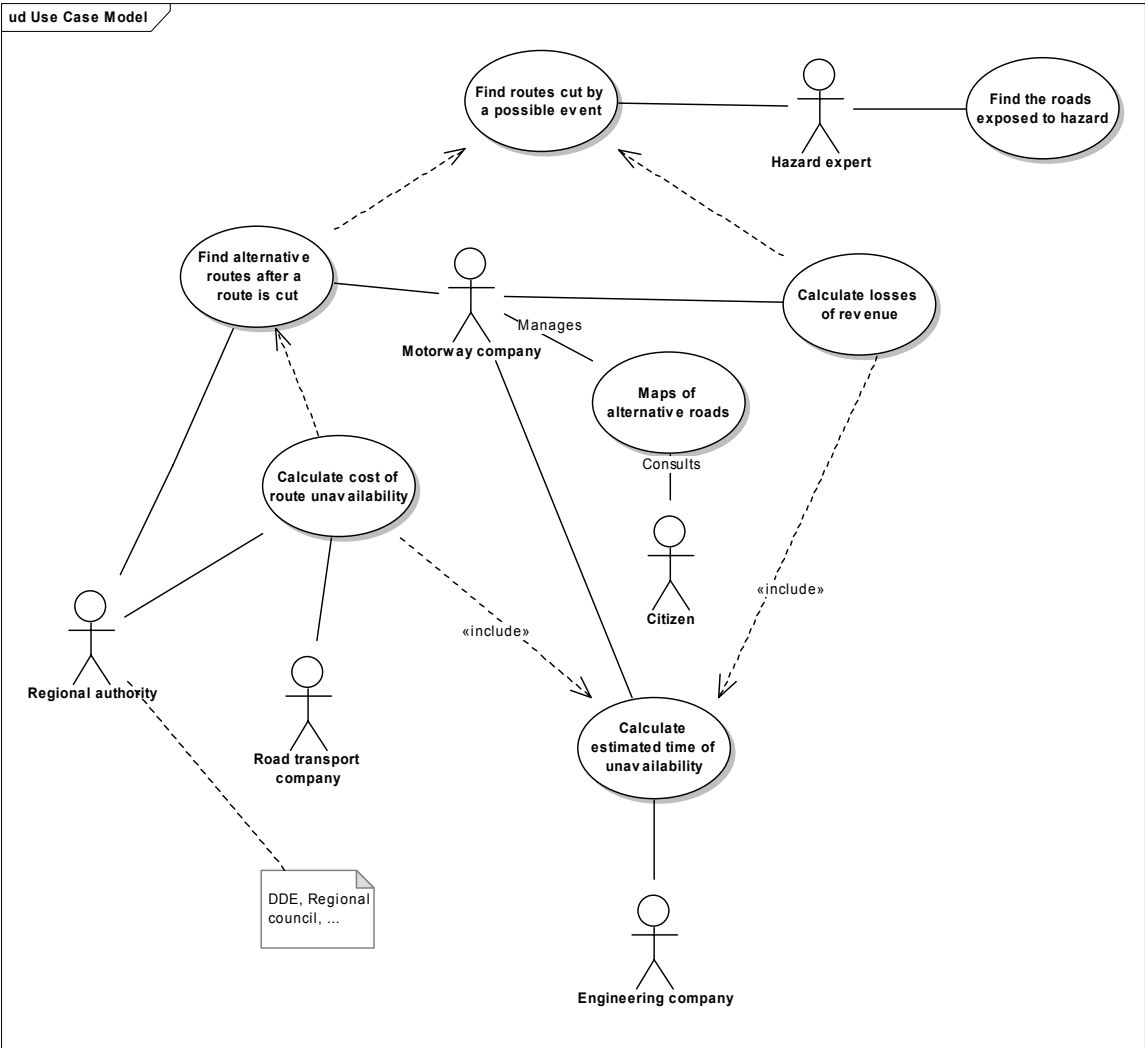 ud Use Case Model
Find routes cut by
a possible event
Hazard expert
Find the roads
exposed to hazard
Find alternative
routes after a
route is cut
Motorway company
Manages
Calculate losses
of revenue
Maps of
alternative roads
Consults
Citizen
Calculate cost of
route unavailability
«include»
«include»
Regional authority
Road transport
company
Calculate
estimated time of
unavailability
DDE, Regional
council, ...
Engineering company